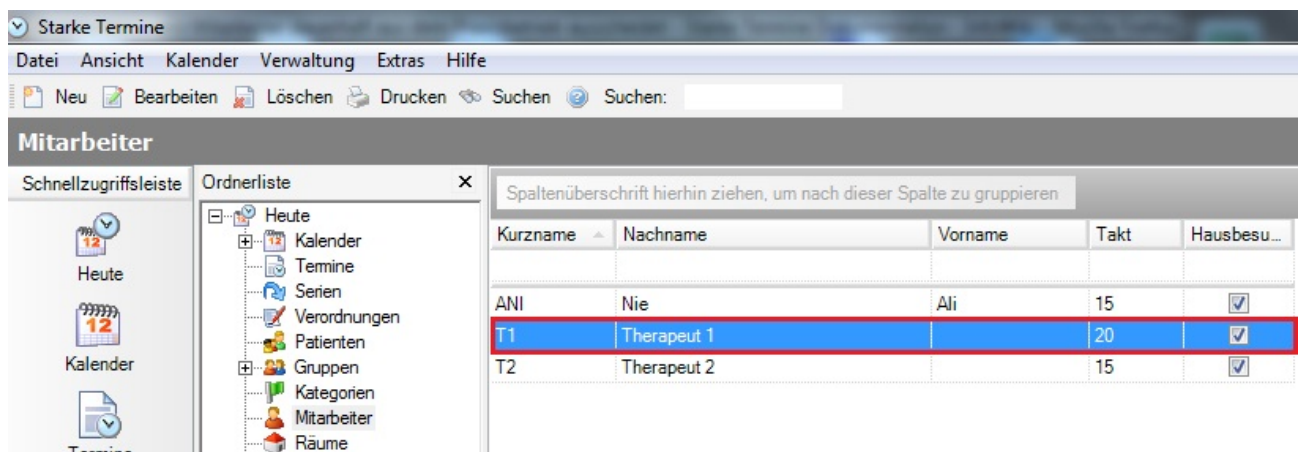 Starke Termine
Datei Ansicht Kalender Verwaltung Extras Hilfe
Neu Bearbeiten Löschen Drucken Suchen Suchen:
Mitarbeiter
Schnellzugriffsleiste
12
Heute
12
Kalender
Ordnerliste x
Heute
Kalender
Termine
Serien
Verordnungen
Patienten
Gruppen
Kategorien
Mitarbeiter
Räume
Spaltenüberschrift hierhin ziehen, um nach dieser Spalte zu gruppieren
Kurzname Nachname Vorname Takt Hausbesu...
ANI Nie Ali 15
T1 Therapeut 1 20
T2 Therapeut 2 15